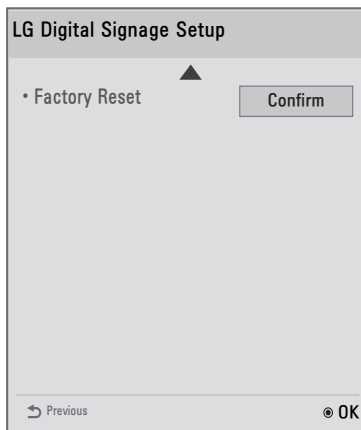 LG Digital Signage Setup
• Factory Reset
Confirm
Previous
OK